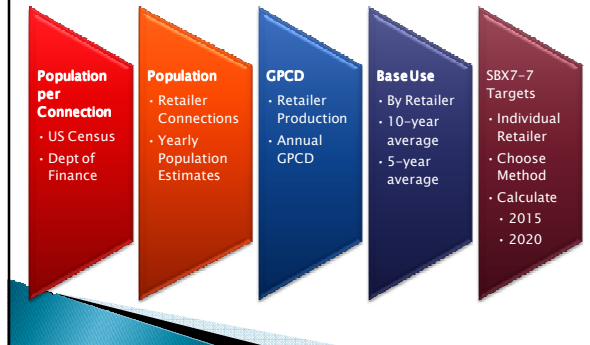 Population
per
Connection
• US Census
• Dept of
Finance
Population
• Retailer
Connections
• Yearly
Population
Estimates
GPCD
• Retailer
Production
• Annual
GPCD
Base Use
• By Retailer
• 10-year
average
• 5-year
average
SBX7-7
Targets
• Individual
Retailer
• Choose
Method
• Calculate
• 2015
• 2020